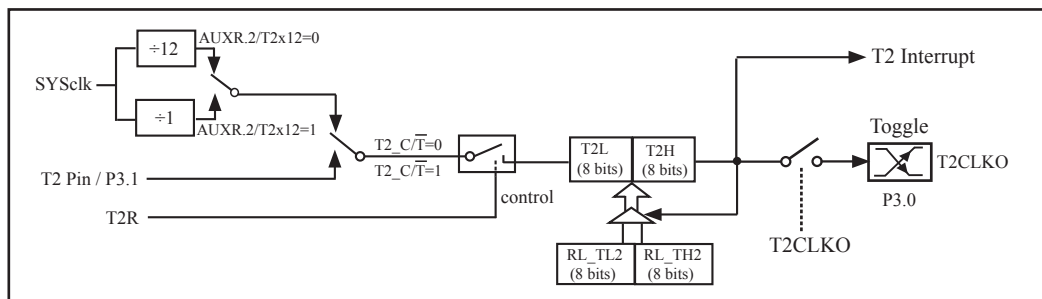 ÷12
AUXR.2/T2x12=0
SYSclk
÷1
AUXR.2/T2x12=1
T2 Interrupt
Toggle
T2_C/T̅=0
T2_C/T̅=1
T2L
(8 bits)
T2H
(8 bits)
T2CLKO
P3.0
T2 Pin / P3.1
control
T2R
T2CLKO
RL_TL2
(8 bits)
RL_TH2
(8 bits)